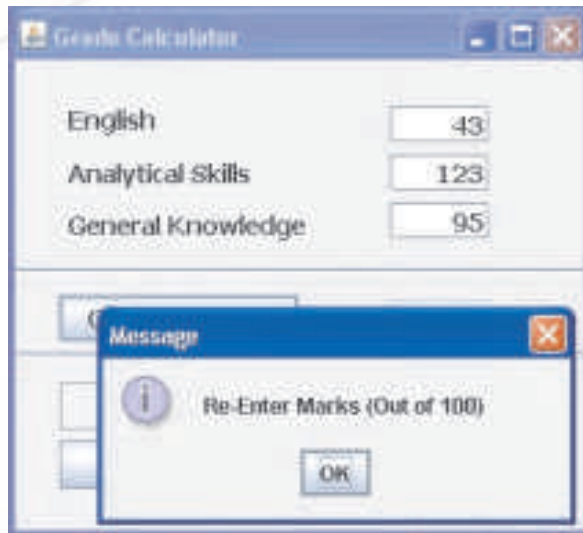 Grade Calculator
English 43
Analytical Skills 123
General Knowledge 95
Message
Re-Enter Marks (Out of 100)
OK